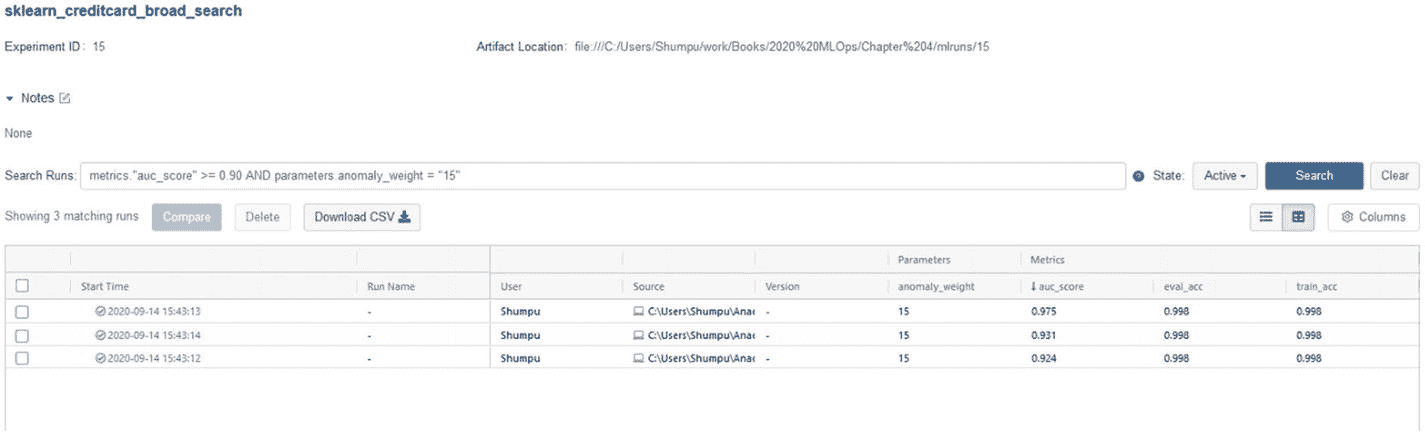 sklearn_creditcard_broad_search
Experiment ID: 15 Artifact Location: file:///C:/Users/Shumpu/work/Books/2020%20MLOps/Chapter%204/mlruns/15
Notes
None
Search Runs: metrics."auc_score" >= 0.90 AND parameters.anomaly_weight = "15" State: Active Search Clear
Showing 3 matching runs Compare Delete Download CSV Columns
Parameters Metrics
Start Time Run Name User Source Version anomaly_weight ↓ auc_score eval_acc train_acc
2020-09-14 15:43:13 - Shumpu C:\Users\Shumpu\Anac - 15 0.975 0.998 0.998
2020-09-14 15:43:14 - Shumpu C:\Users\Shumpu\Anac - 15 0.931 0.998 0.998
2020-09-14 15:43:12 - Shumpu C:\Users\Shumpu\Anac - 15 0.924 0.998 0.998